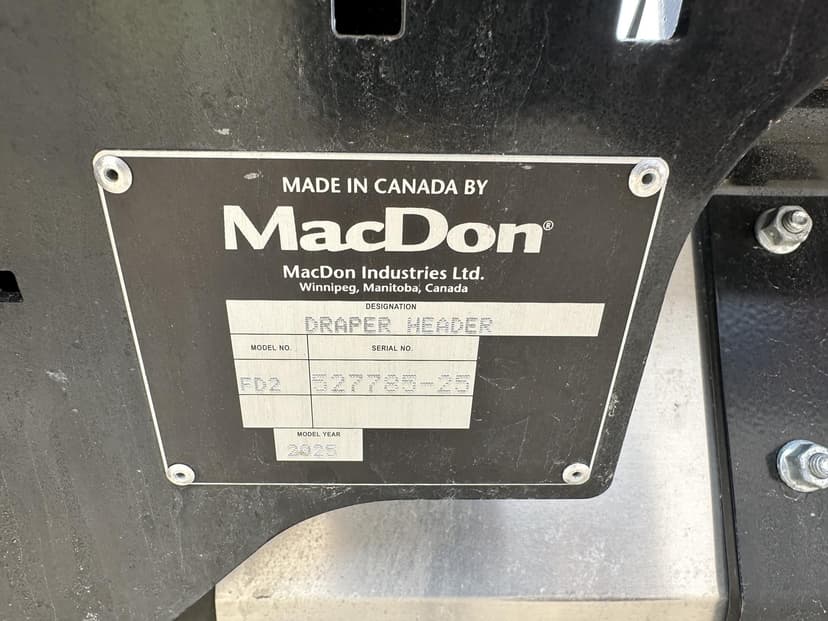 MADE IN CANADA BY
MacDon®
MacDon Industries Ltd.
Winnipeg, Manitoba, Canada
DESIGNATION
DRAPER HEADER
MODEL NO. SERIAL NO.
FD2 527785-25
MODEL YEAR
2025